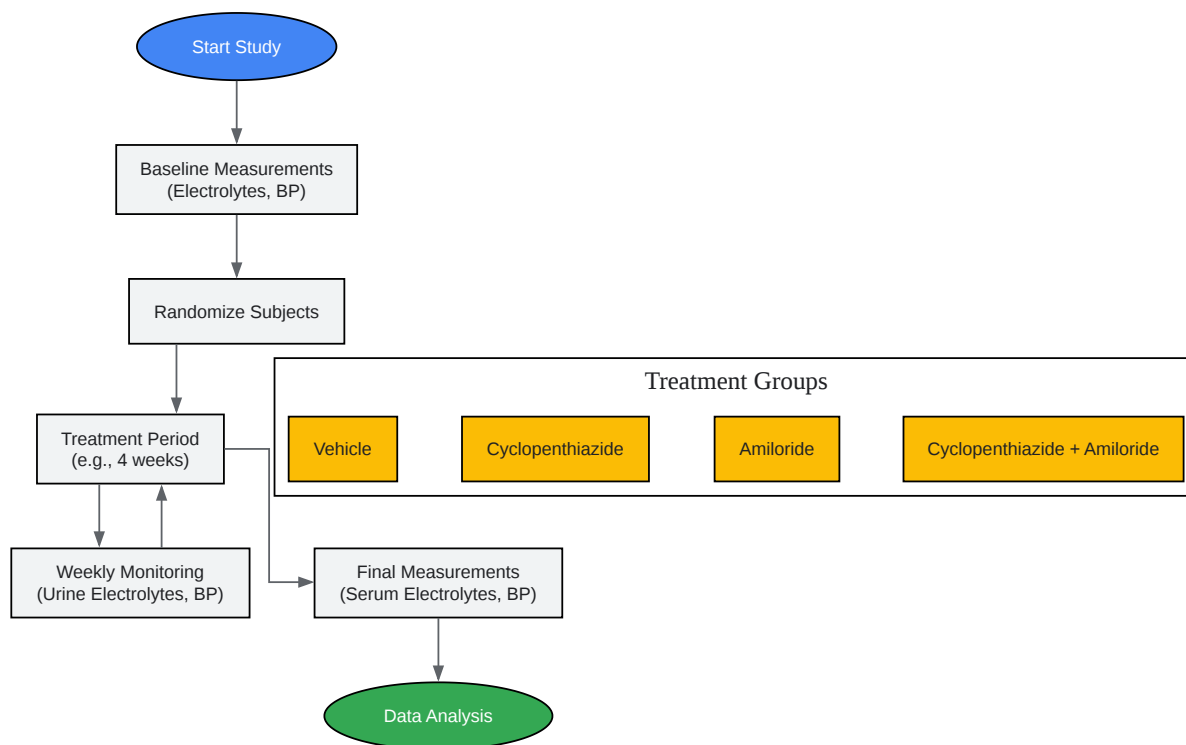 Start Study
Baseline Measurements
(Electrolytes, BP)
Randomize Subjects
Treatment Groups
Treatment Period
(e.g., 4 weeks)
Vehicle
Cyclopenthiazide
Amiloride
Cyclopenthiazide + Amiloride
Weekly Monitoring
(Urine Electrolytes, BP)
Final Measurements
(Serum Electrolytes, BP)
Data Analysis